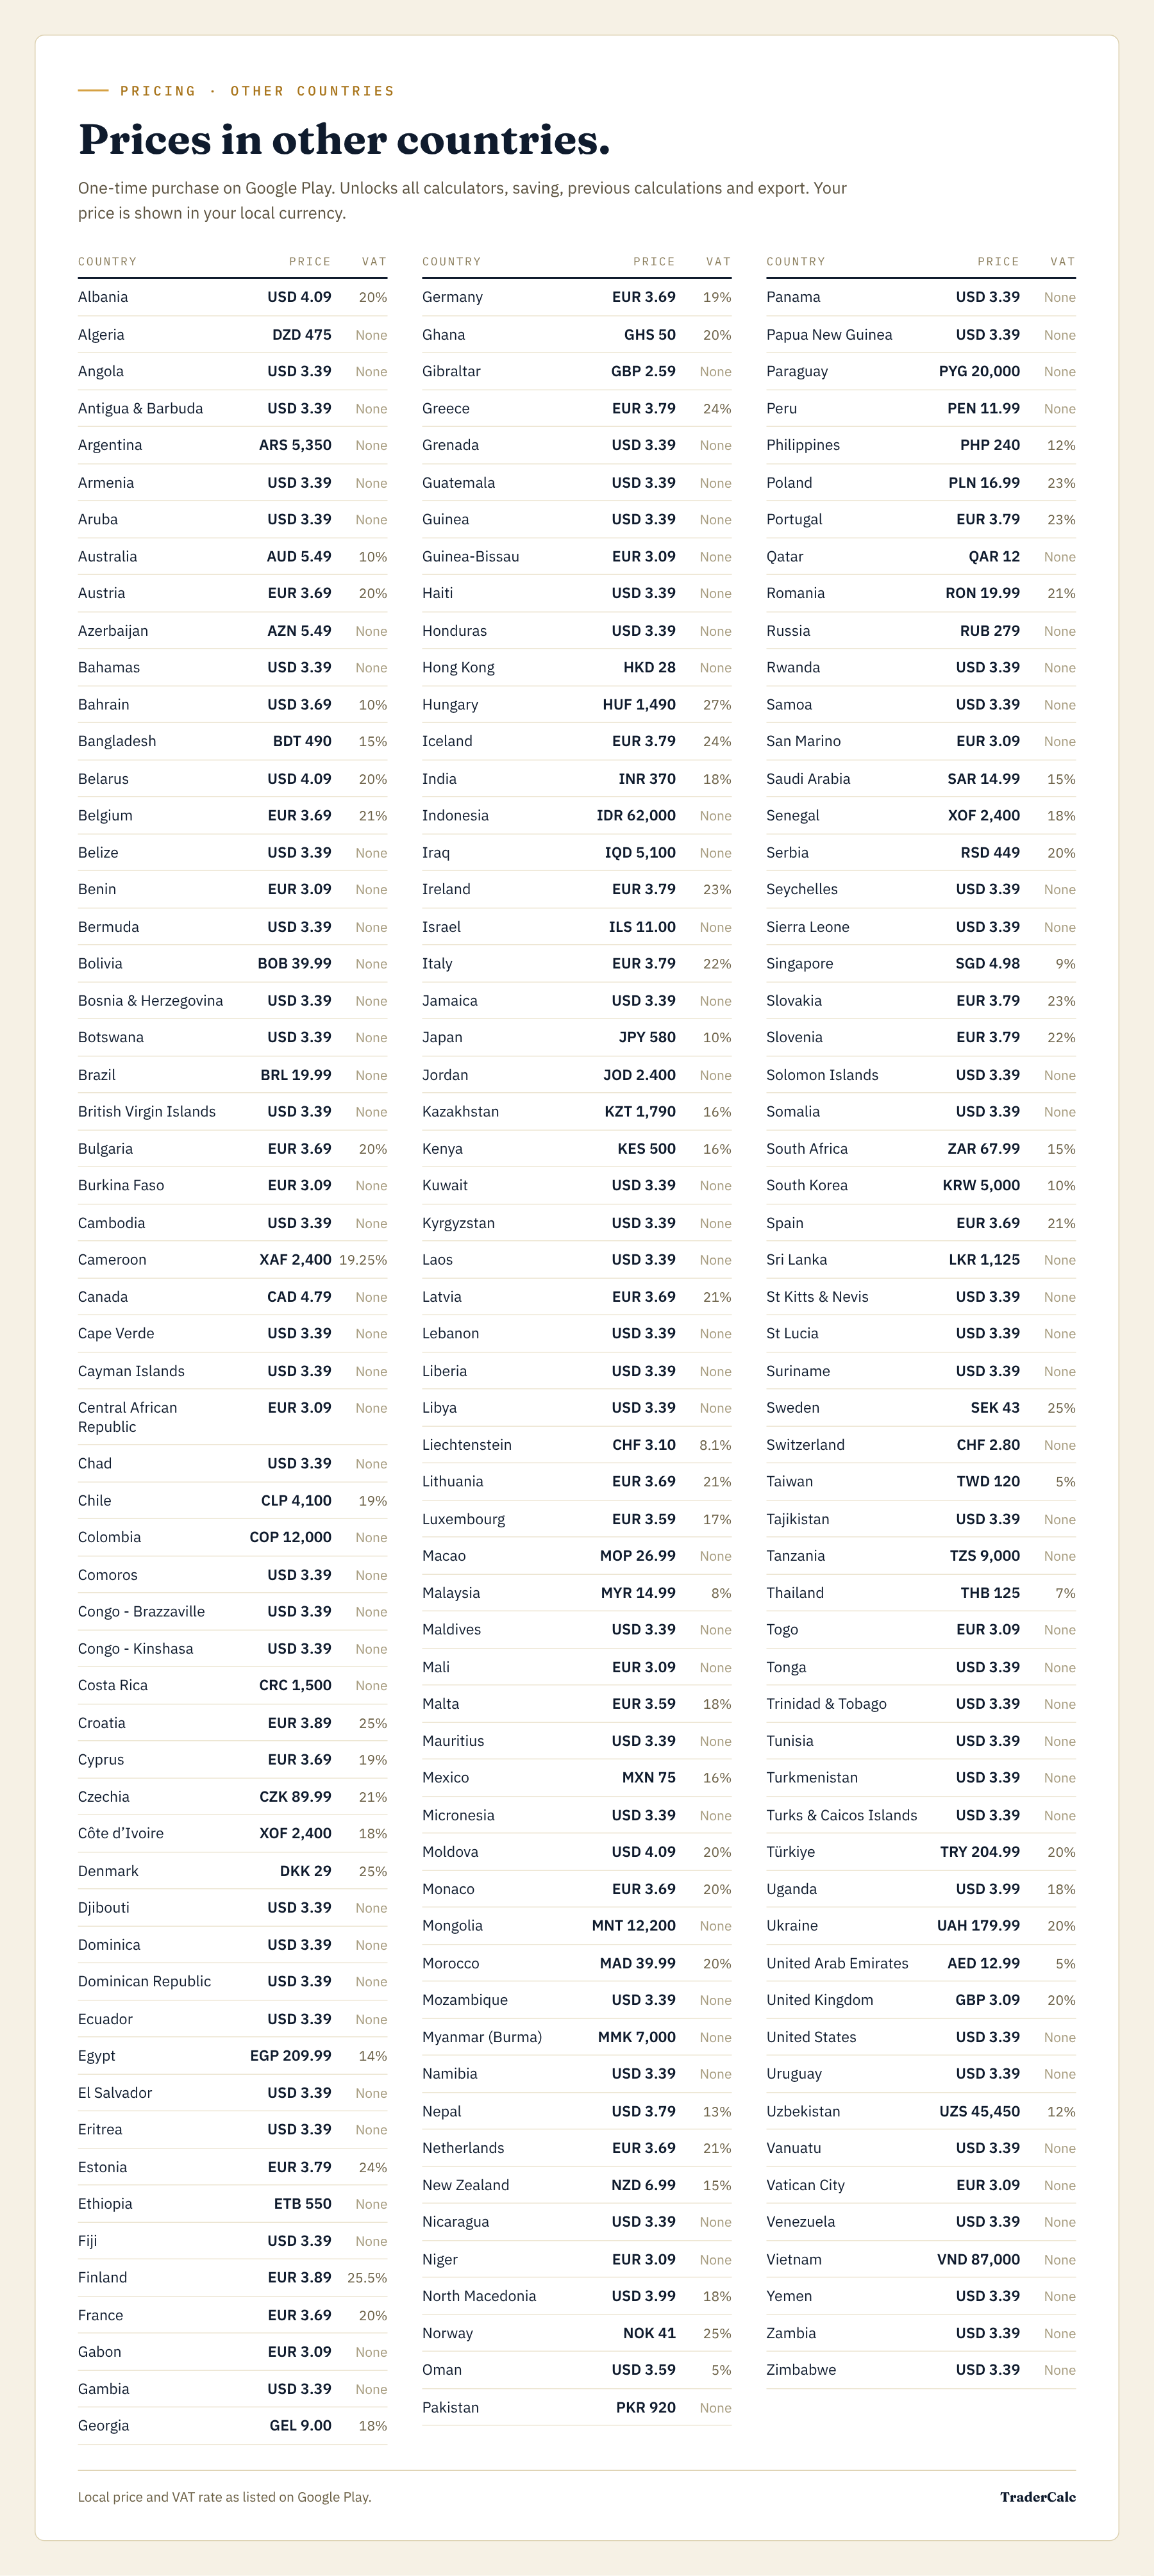 PRICING · OTHER COUNTRIES
Prices in other countries.
One-time purchase on Google Play. Unlocks all calculators, saving, previous calculations and export. Your
price is shown in your local currency.
COUNTRY PRICE VAT
Albania USD 4.09 20%
Algeria DZD 475 None
Angola USD 3.39 None
Antigua & Barbuda USD 3.39 None
Argentina ARS 5,350 None
Armenia USD 3.39 None
Aruba USD 3.39 None
Australia AUD 5.49 10%
Austria EUR 3.69 20%
Azerbaijan AZN 5.49 None
Bahamas USD 3.39 None
Bahrain USD 3.69 10%
Bangladesh BDT 490 15%
Belarus USD 4.09 20%
Belgium EUR 3.69 21%
Belize USD 3.39 None
Benin EUR 3.09 None
Bermuda USD 3.39 None
Bolivia BOB 39.99 None
Bosnia & Herzegovina USD 3.39 None
Botswana USD 3.39 None
Brazil BRL 19.99 None
British Virgin Islands USD 3.39 None
Bulgaria EUR 3.69 20%
Burkina Faso EUR 3.09 None
Cambodia USD 3.39 None
Cameroon XAF 2,400 19.25%
Canada CAD 4.79 None
Cape Verde USD 3.39 None
Cayman Islands USD 3.39 None
Central African EUR 3.09 None
Republic
Chad USD 3.39 None
Chile CLP 4,100 19%
Colombia COP 12,000 None
Comoros USD 3.39 None
Congo - Brazzaville USD 3.39 None
Congo - Kinshasa USD 3.39 None
Costa Rica CRC 1,500 None
Croatia EUR 3.89 25%
Cyprus EUR 3.69 19%
Czechia CZK 89.99 21%
Côte d’Ivoire XOF 2,400 18%
Denmark DKK 29 25%
Djibouti USD 3.39 None
Dominica USD 3.39 None
Dominican Republic USD 3.39 None
Ecuador USD 3.39 None
Egypt EGP 209.99 14%
El Salvador USD 3.39 None
Eritrea USD 3.39 None
Estonia EUR 3.79 24%
Ethiopia ETB 550 None
Fiji USD 3.39 None
Finland EUR 3.89 25.5%
France EUR 3.69 20%
Gabon EUR 3.09 None
Gambia USD 3.39 None
Georgia GEL 9.00 18%
COUNTRY PRICE VAT
Germany EUR 3.69 19%
Ghana GHS 50 20%
Gibraltar GBP 2.59 None
Greece EUR 3.79 24%
Grenada USD 3.39 None
Guatemala USD 3.39 None
Guinea USD 3.39 None
Guinea-Bissau EUR 3.09 None
Haiti USD 3.39 None
Honduras USD 3.39 None
Hong Kong HKD 28 None
Hungary HUF 1,490 27%
Iceland EUR 3.79 24%
India INR 370 18%
Indonesia IDR 62,000 None
Iraq IQD 5,100 None
Ireland EUR 3.79 23%
Israel ILS 11.00 None
Italy EUR 3.79 22%
Jamaica USD 3.39 None
Japan JPY 580 10%
Jordan JOD 2.400 None
Kazakhstan KZT 1,790 16%
Kenya KES 500 16%
Kuwait USD 3.39 None
Kyrgyzstan USD 3.39 None
Laos USD 3.39 None
Latvia EUR 3.69 21%
Lebanon USD 3.39 None
Liberia USD 3.39 None
Libya USD 3.39 None
Liechtenstein CHF 3.10 8.1%
Lithuania EUR 3.69 21%
Luxembourg EUR 3.59 17%
Macao MOP 26.99 None
Malaysia MYR 14.99 8%
Maldives USD 3.39 None
Mali EUR 3.09 None
Malta EUR 3.59 18%
Mauritius USD 3.39 None
Mexico MXN 75 16%
Micronesia USD 3.39 None
Moldova USD 4.09 20%
Monaco EUR 3.69 20%
Mongolia MNT 12,200 None
Morocco MAD 39.99 20%
Mozambique USD 3.39 None
Myanmar (Burma) MMK 7,000 None
Namibia USD 3.39 None
Nepal USD 3.79 13%
Netherlands EUR 3.69 21%
New Zealand NZD 6.99 15%
Nicaragua USD 3.39 None
Niger EUR 3.09 None
North Macedonia USD 3.99 18%
Norway NOK 41 25%
Oman USD 3.59 5%
Pakistan PKR 920 None
COUNTRY PRICE VAT
Panama USD 3.39 None
Papua New Guinea USD 3.39 None
Paraguay PYG 20,000 None
Peru PEN 11.99 None
Philippines PHP 240 12%
Poland PLN 16.99 23%
Portugal EUR 3.79 23%
Qatar QAR 12 None
Romania RON 19.99 21%
Russia RUB 279 None
Rwanda USD 3.39 None
Samoa USD 3.39 None
San Marino EUR 3.09 None
Saudi Arabia SAR 14.99 15%
Senegal XOF 2,400 18%
Serbia RSD 449 20%
Seychelles USD 3.39 None
Sierra Leone USD 3.39 None
Singapore SGD 4.98 9%
Slovakia EUR 3.79 23%
Slovenia EUR 3.79 22%
Solomon Islands USD 3.39 None
Somalia USD 3.39 None
South Africa ZAR 67.99 15%
South Korea KRW 5,000 10%
Spain EUR 3.69 21%
Sri Lanka LKR 1,125 None
St Kitts & Nevis USD 3.39 None
St Lucia USD 3.39 None
Suriname USD 3.39 None
Sweden SEK 43 25%
Switzerland CHF 2.80 None
Taiwan TWD 120 5%
Tajikistan USD 3.39 None
Tanzania TZS 9,000 None
Thailand THB 125 7%
Togo EUR 3.09 None
Tonga USD 3.39 None
Trinidad & Tobago USD 3.39 None
Tunisia USD 3.39 None
Turkmenistan USD 3.39 None
Turks & Caicos Islands USD 3.39 None
Türkiye TRY 204.99 20%
Uganda USD 3.99 18%
Ukraine UAH 179.99 20%
United Arab Emirates AED 12.99 5%
United Kingdom GBP 3.09 20%
United States USD 3.39 None
Uruguay USD 3.39 None
Uzbekistan UZS 45,450 12%
Vanuatu USD 3.39 None
Vatican City EUR 3.09 None
Venezuela USD 3.39 None
Vietnam VND 87,000 None
Yemen USD 3.39 None
Zambia USD 3.39 None
Zimbabwe USD 3.39 None
Local price and VAT rate as listed on Google Play.
TraderCalc